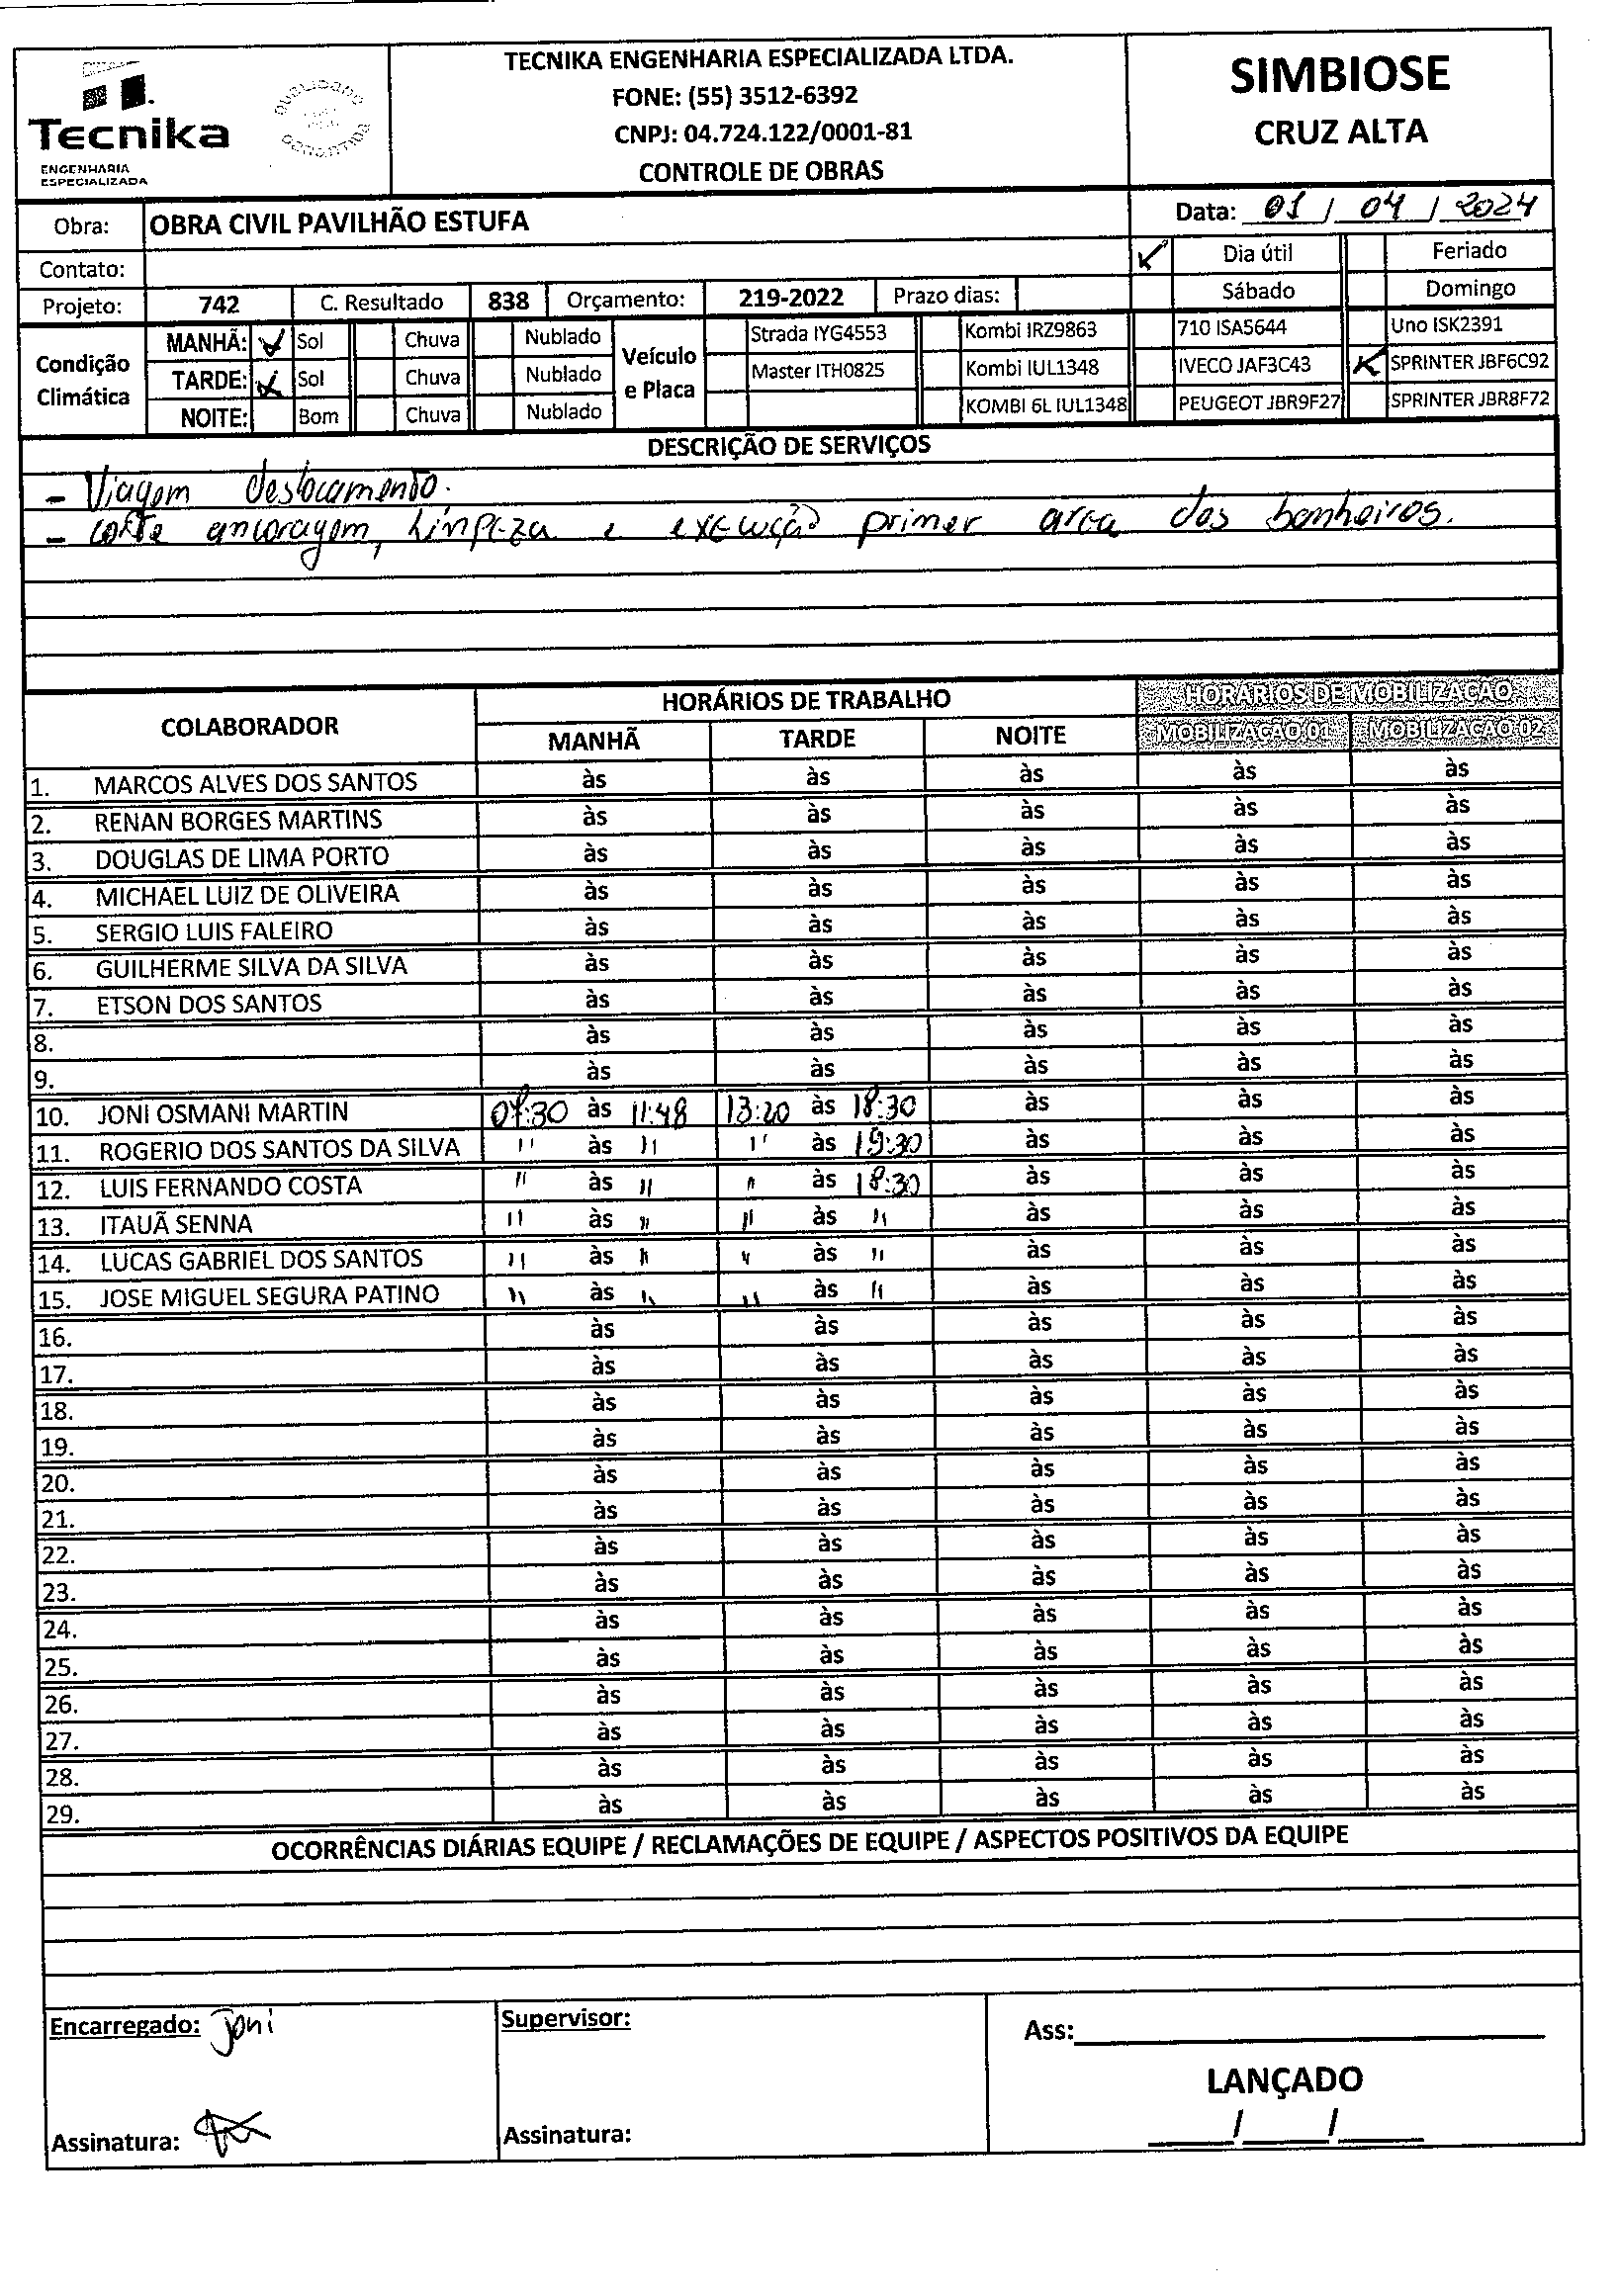 Tecnika
ENGENHARIA
ESPECIALIZADA
QUALIDADE
GARANTIDA
TECNIKA ENGENHARIA ESPECIALIZADA LTDA.
FONE: (55) 3512-6392
CNPJ: 04.724.122/0001-81
CONTROLE DE OBRAS
SIMBIOSE
CRUZ ALTA
Obra: OBRA CIVIL PAVILHÃO ESTUFA
Data: 01 / 04 / 2024
Contato:
Dia útil Feriado
Sábado Domingo
Projeto: 742 C. Resultado 838 Orçamento: 219-2022 Prazo dias:
Condição Climática
MANHÃ: Sol Chuva Nublado
TARDE: Sol Chuva Nublado
NOITE: Bom Chuva Nublado
Veículo e Placa
Strada IYG4553 Kombi IRZ9863 710 ISA5644 Uno ISK2391
Master ITH0825 Kombi IUL1348 IVECO JAF3C43 SPRINTER JBF6C92
KOMBI 6L IUL1348 PEUGEOT JBR9F27 SPRINTER JBR8F72
DESCRIÇÃO DE SERVIÇOS
- Viagem deslocamento.
- corte ancoragem, Limpeza e execução primer area dos banheiros.
COLABORADOR HORÁRIOS DE TRABALHO HORÁRIOS DE MOBILIZAÇÃO
MANHÃ TARDE NOITE MOBILIZAÇÃO 01 MOBILIZAÇÃO 02
1. MARCOS ALVES DOS SANTOS às às às às às
2. RENAN BORGES MARTINS às às às às às
3. DOUGLAS DE LIMA PORTO às às às às às
4. MICHAEL LUIZ DE OLIVEIRA às às às às às
5. SERGIO LUIS FALEIRO às às às às às
6. GUILHERME SILVA DA SILVA às às às às às
7. ETSON DOS SANTOS às às às às às
8. às às às às às
9. às às às às às
10. JONI OSMANI MARTIN 07:30 às 11:48 13:20 às 18:30 às às às
11. ROGERIO DOS SANTOS DA SILVA " às " " às 19:30 às às às
12. LUIS FERNANDO COSTA " às " " às 18:30 às às às
13. ITAUÃ SENNA " às " " às " às às às
14. LUCAS GABRIEL DOS SANTOS " às " " às " às às às
15. JOSE MIGUEL SEGURA PATINO " às " " às " às às às
16. às às às às às
17. às às às às às
18. às às às às às
19. às às às às às
20. às às às às às
21. às às às às às
22. às às às às às
23. às às às às às
24. às às às às às
25. às às às às às
26. às às às às às
27. às às às às às
28. às às às às às
29. às às às às às
OCORRÊNCIAS DIÁRIAS EQUIPE / RECLAMAÇÕES DE EQUIPE / ASPECTOS POSITIVOS DA EQUIPE
Encarregado: Joni
Supervisor:
Ass:
LANÇADO
Assinatura:
Assinatura:
/ /